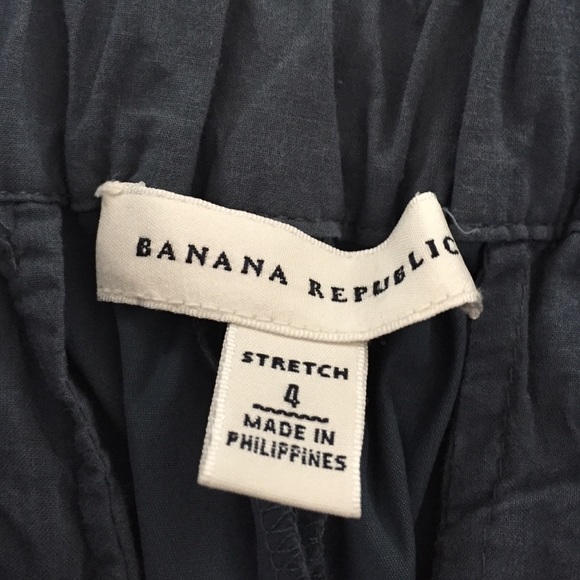 BANANA REPUBLIC
STRETCH
4
MADE IN
PHILIPPINES